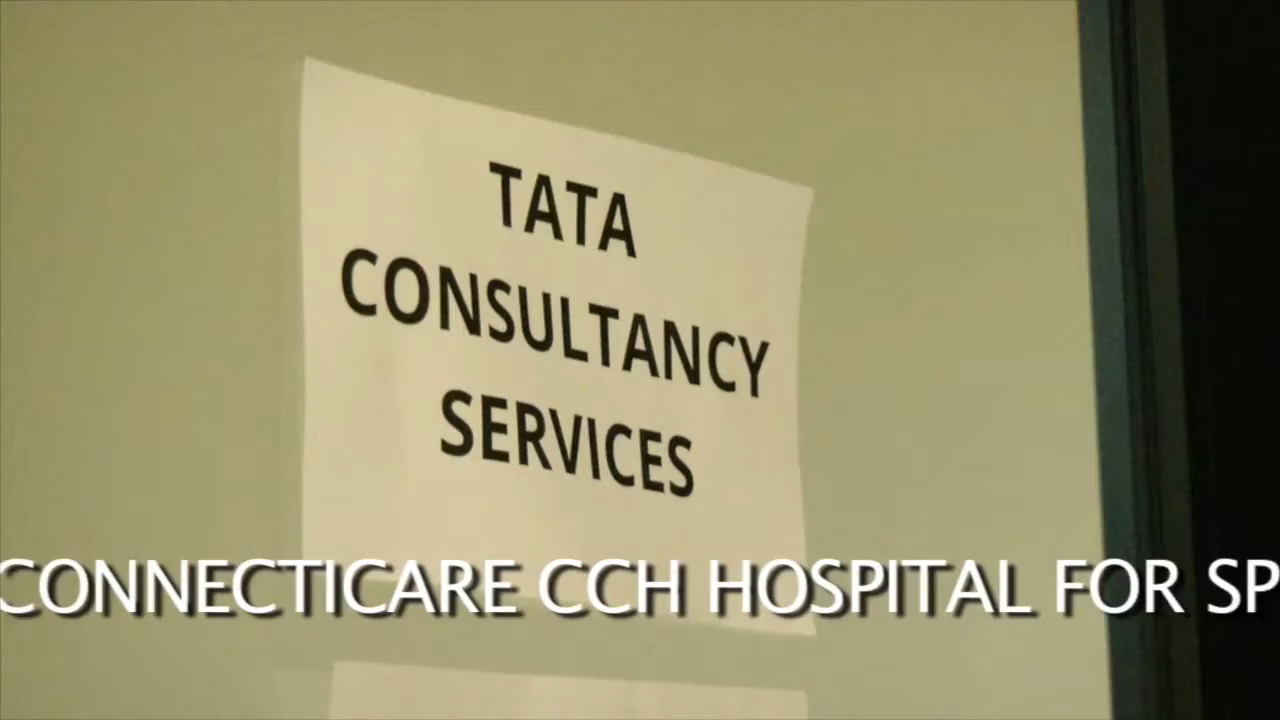 TATA
CONSULTANCY
SERVICES
CONNECTICARE CCH HOSPITAL FOR SP